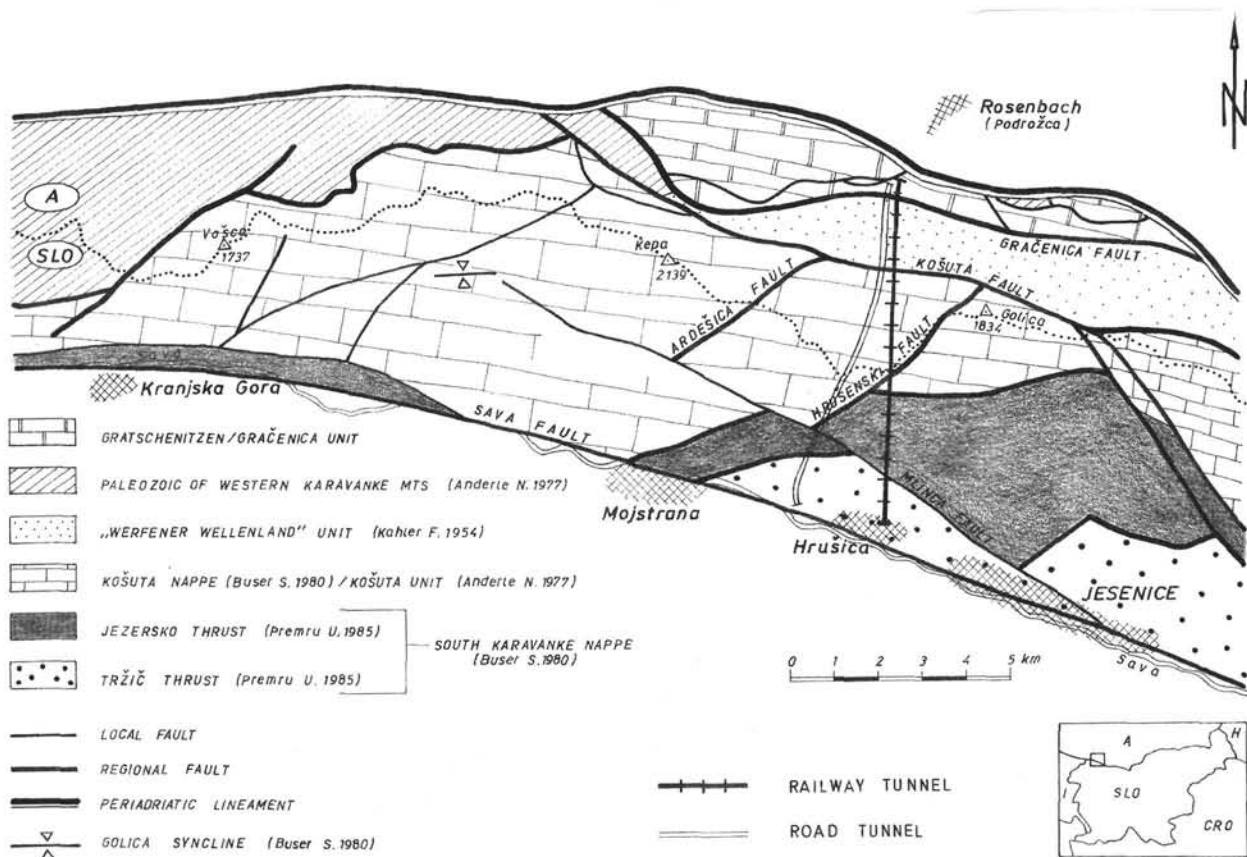 N
Rosenbach
(Podrožca)
A
SLO
Vošca
1737
Kepa
2139
GRAČENICA FAULT
KOŠUTA FAULT
ARDEŠICA FAULT
Golica
1834
HRUŠENSKI FAULT
SAVA
Kranjska Gora
SAVA FAULT
Mojstrana
Hrušica
FAULT
JESENICE
Sava
GRATSCHENITZEN/GRAČENICA UNIT
PALEOZOIC OF WESTERN KARAVANKE MTS (Anderle N. 1977)
„WERFENER WELLENLAND" UNIT (Kahler F. 1954)
KOŠUTA NAPPE (Buser S. 1980) / KOŠUTA UNIT (Anderle N. 1977)
JEZERSKO THRUST (Premru U. 1985)
TRŽIČ THRUST (Premru U. 1985)
SOUTH KARAVANKE NAPPE
(Buser S. 1980)
0 1 2 3 4 5 km
LOCAL FAULT
REGIONAL FAULT
PERIADRIATIC LINEAMENT
GOLICA SYNCLINE (Buser S. 1980)
RAILWAY TUNNEL
ROAD TUNNEL
A
H
I
SLO
CRO